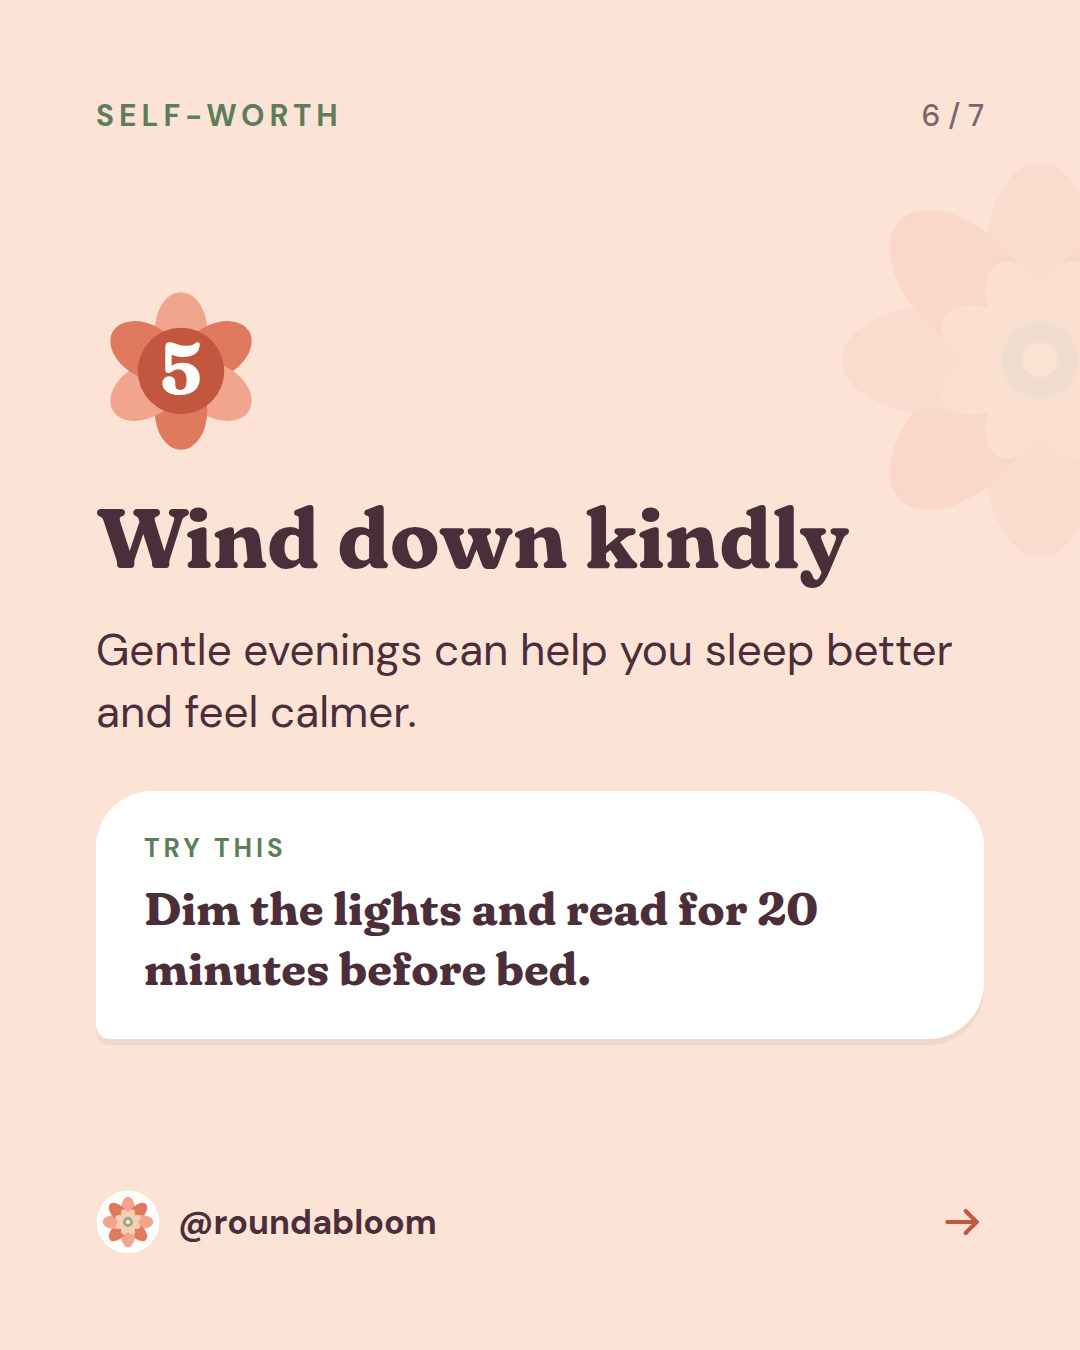 SELF-WORTH
6 / 7
5
Wind down kindly
Gentle evenings can help you sleep better
and feel calmer.
TRY THIS
Dim the lights and read for 20
minutes before bed.
@roundabloom